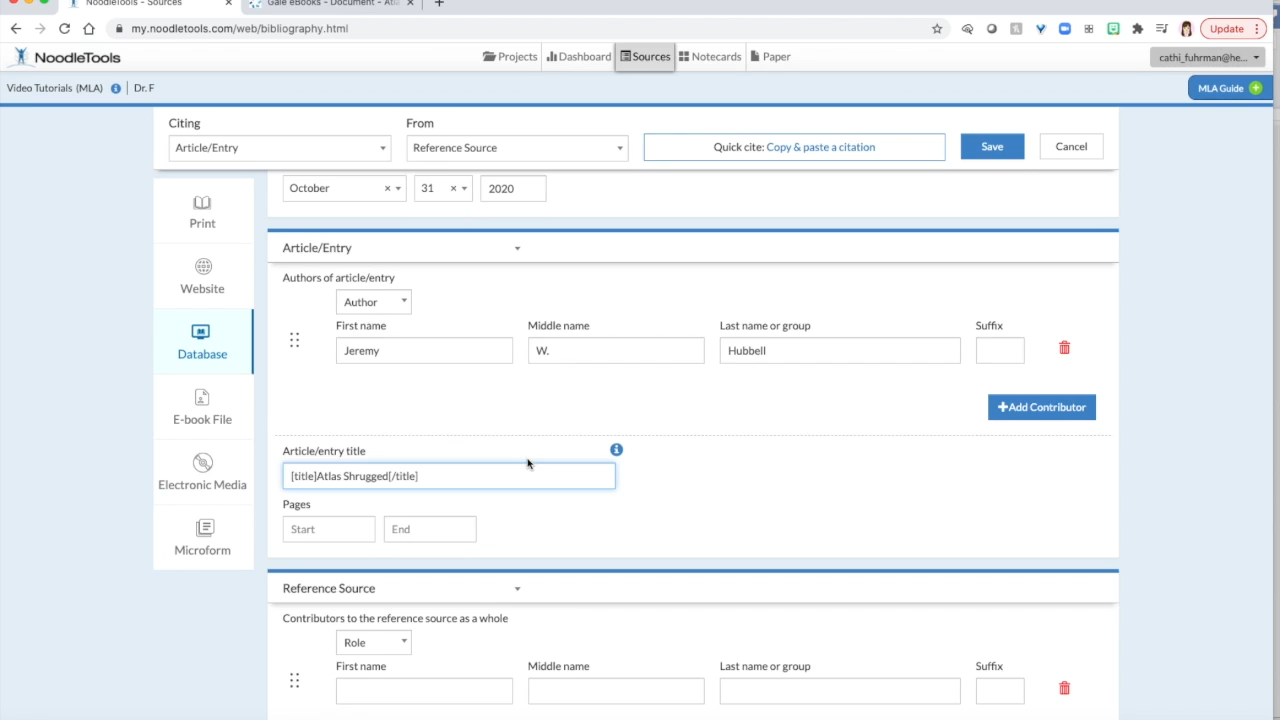 NoodleTools - Sources × Gale eBooks - Document - Atla × +
my.noodletools.com/web/bibliography.html Update
NoodleTools Projects Dashboard Sources Notecards Paper cathi_fuhrman@he...
Video Tutorials (MLA) Dr. F MLA Guide
Citing From
Article/Entry Reference Source Quick cite: Copy & paste a citation Save Cancel
October × 31 × 2020
Print
Website
Database
E-book File
Electronic Media
Microform
Article/Entry
Authors of article/entry
Author
First name Middle name Last name or group Suffix
Jeremy W. Hubbell
+Add Contributor
Article/entry title
[title]Atlas Shrugged[/title]
Pages
Start End
Reference Source
Contributors to the reference source as a whole
Role
First name Middle name Last name or group Suffix